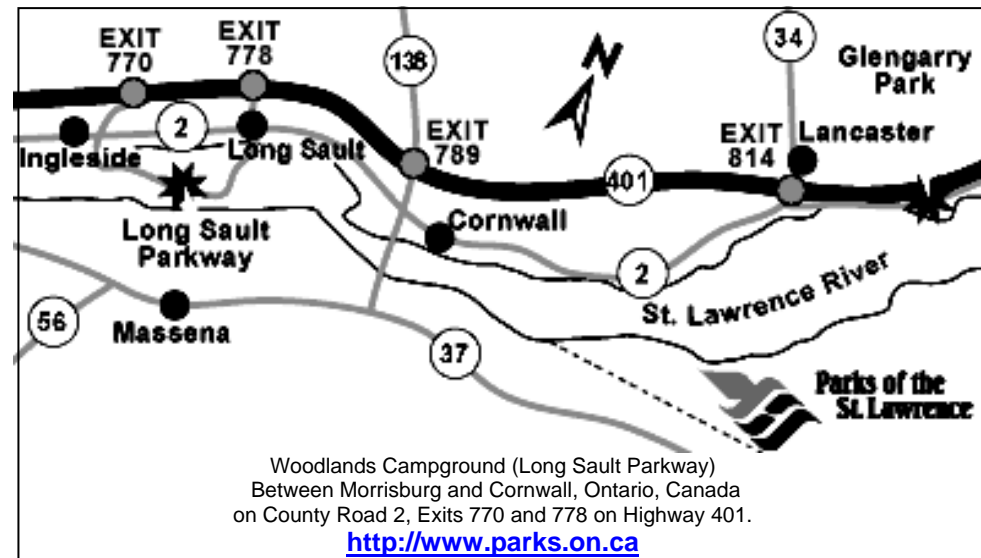 EXIT
770
EXIT
778
138
34
Glengarry
Park
N
2
Ingleside
Long Sault
EXIT
789
EXIT
814
Lancaster
401
Long Sault
Parkway
Cornwall
2
St. Lawrence River
56
Massena
37
Parks of the
St. Lawrence
Woodlands Campground (Long Sault Parkway)
Between Morrisburg and Cornwall, Ontario, Canada
on County Road 2, Exits 770 and 778 on Highway 401.
http://www.parks.on.ca